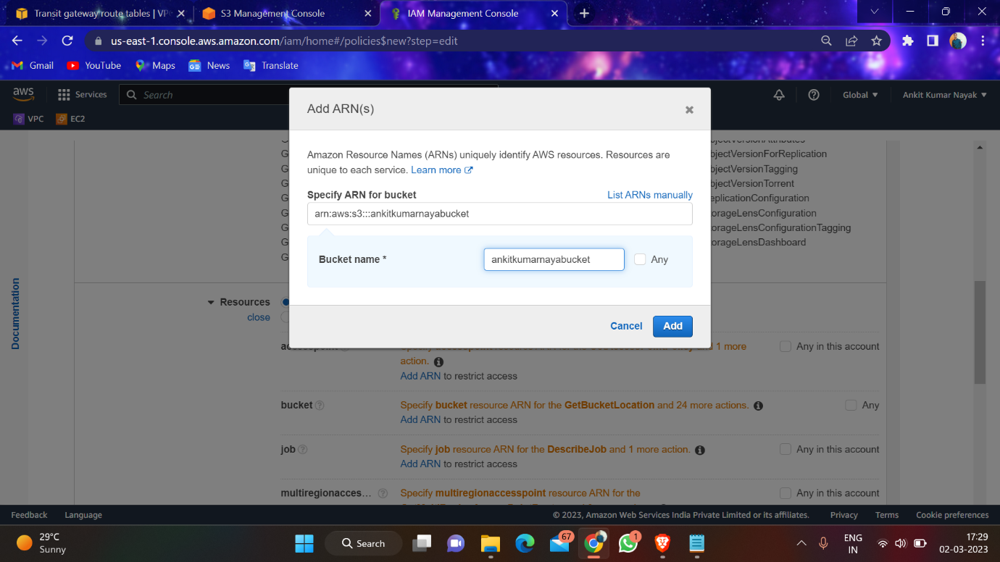 Transit gateway route tables | VP
S3 Management Console
IAM Management Console
us-east-1.console.aws.amazon.com/iam/home#/policies$new?step=edit
Gmail
YouTube
Maps
News
Translate
aws
Services
Search
Global
Ankit Kumar Nayak
VPC
EC2
Add ARN(s)
Amazon Resource Names (ARNs) uniquely identify AWS resources. Resources are
unique to each service. Learn more
Specify ARN for bucket
List ARNs manually
arn:aws:s3:::ankitkumarnayabucket
Bucket name *
ankitkumarnayabucket
Any
Cancel
Add
bjectVersionForReplication
bjectVersionTagging
bjectVersionTorrent
eplicationConfiguration
orageLensConfiguration
orageLensConfigurationTagging
orageLensDashboard
Documentation
Resources
close
1 more
action.
Add ARN to restrict access
Any in this account
bucket
Specify bucket resource ARN for the GetBucketLocation and 24 more actions.
Any
Add ARN to restrict access
job
Specify job resource ARN for the DescribeJob and 1 more action.
Any in this account
Add ARN to restrict access
multiregionacces...
Specify multiregionaccesspoint resource ARN for the
Any in this account
Feedback
Language
© 2023, Amazon Web Services India Private Limited or its affiliates.
Privacy
Terms
Cookie preferences
29°C
Sunny
Search
67
1
ENG
IN
17:29
02-03-2023